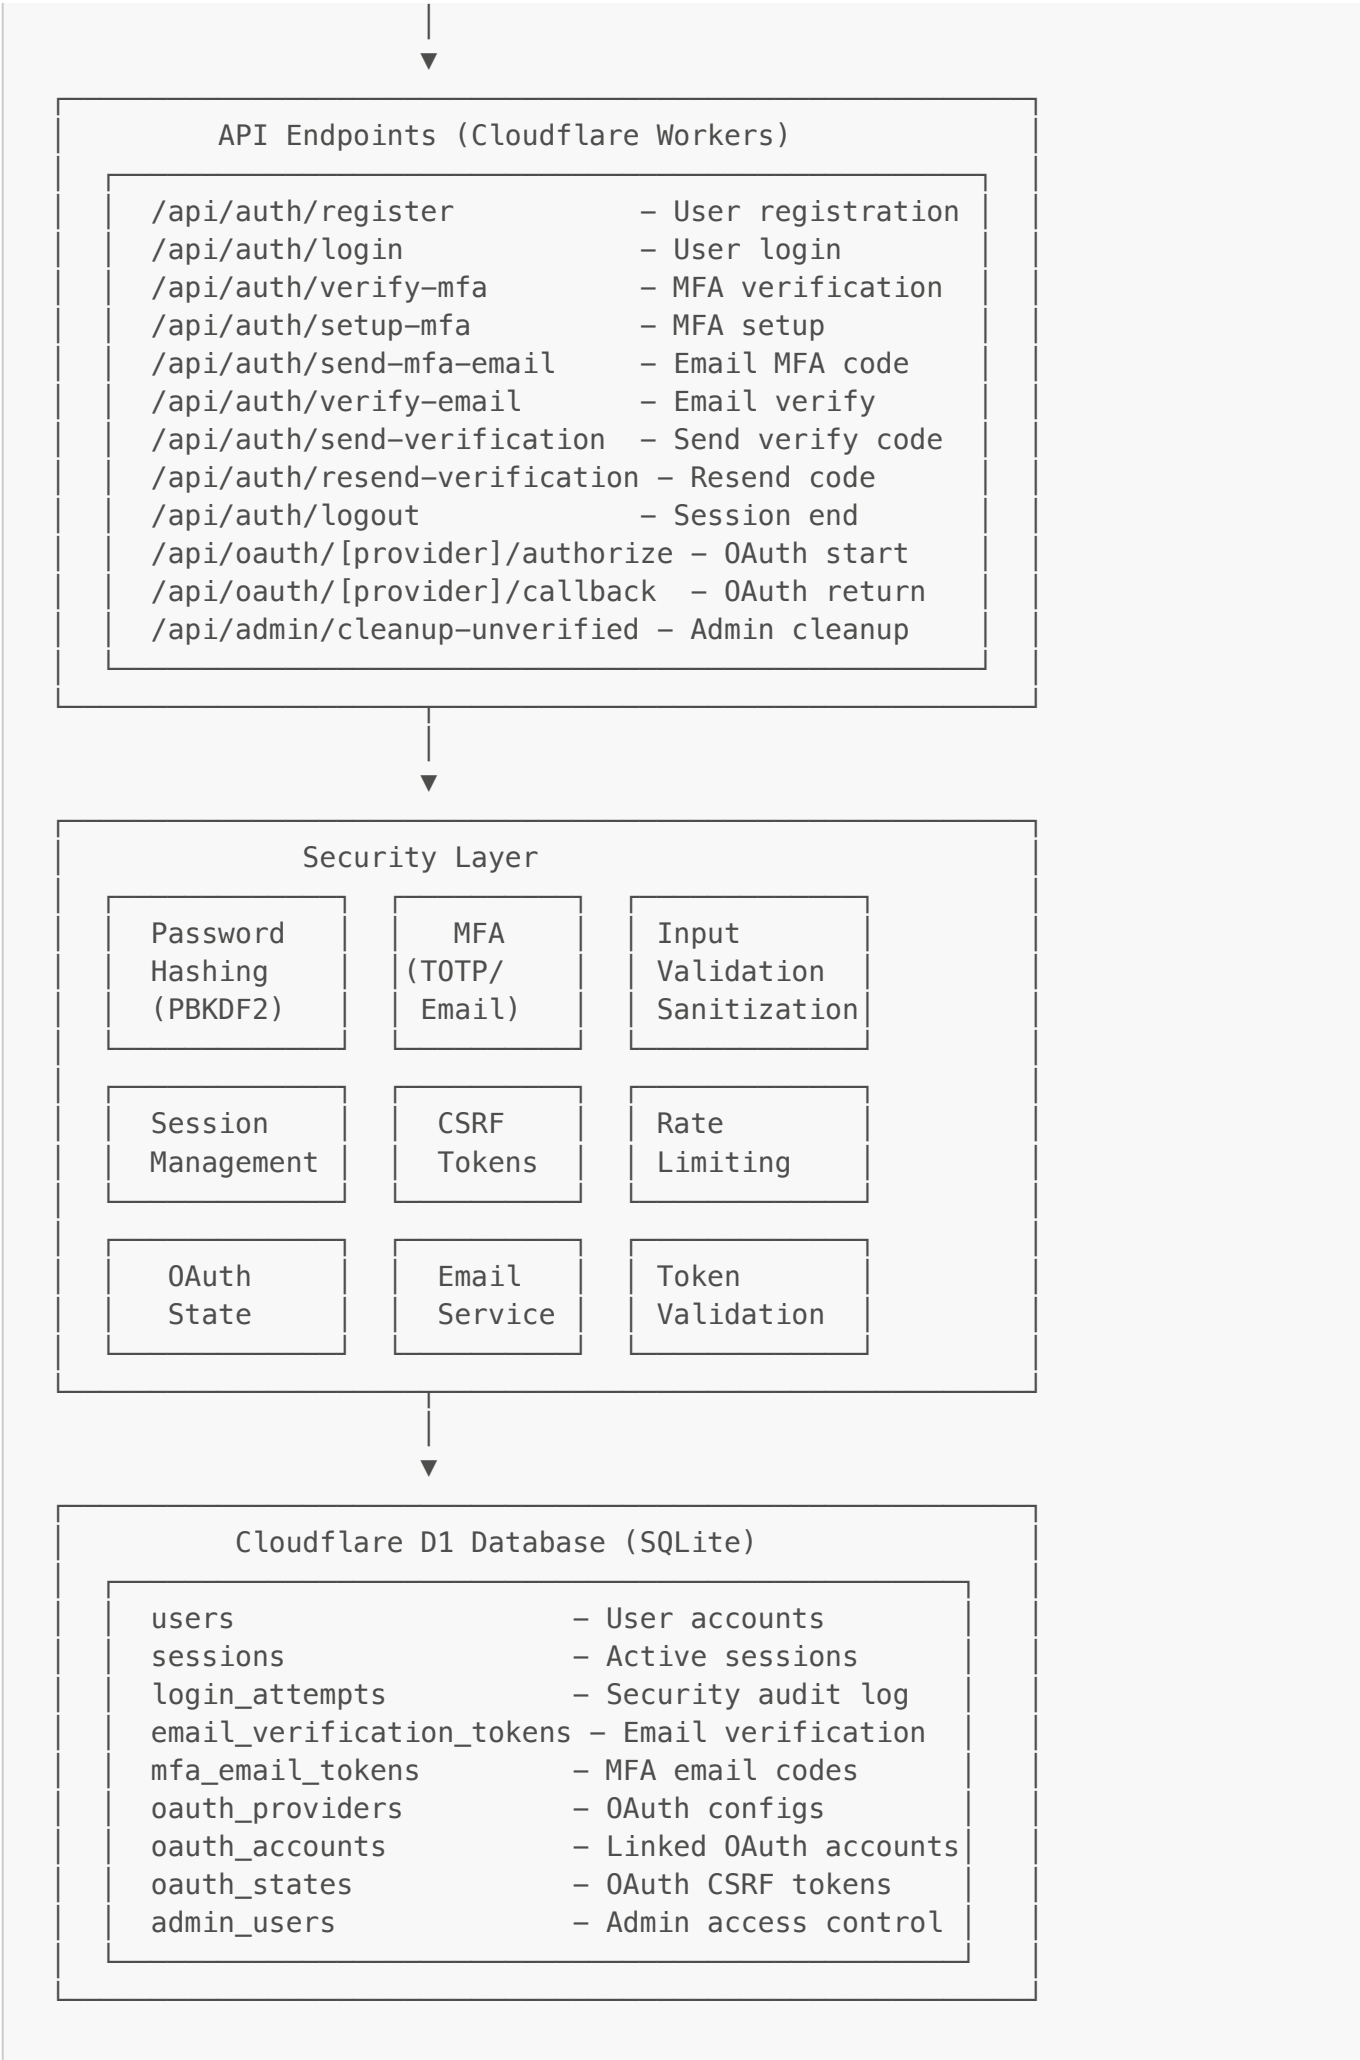 API Endpoints (Cloudflare Workers)
/api/auth/register – User registration
/api/auth/login – User login
/api/auth/verify-mfa – MFA verification
/api/auth/setup-mfa – MFA setup
/api/auth/send-mfa-email – Email MFA code
/api/auth/verify-email – Email verify
/api/auth/send-verification – Send verify code
/api/auth/resend-verification – Resend code
/api/auth/logout – Session end
/api/oauth/[provider]/authorize – OAuth start
/api/oauth/[provider]/callback – OAuth return
/api/admin/cleanup-unverified – Admin cleanup
Security Layer
Password
Hashing
(PBKDF2)
MFA
(TOTP/
Email)
Input
Validation
Sanitization
Session
Management
CSRF
Tokens
Rate
Limiting
OAuth
State
Email
Service
Token
Validation
Cloudflare D1 Database (SQLite)
users – User accounts
sessions – Active sessions
login_attempts – Security audit log
email_verification_tokens – Email verification
mfa_email_tokens – MFA email codes
oauth_providers – OAuth configs
oauth_accounts – Linked OAuth accounts
oauth_states – OAuth CSRF tokens
admin_users – Admin access control